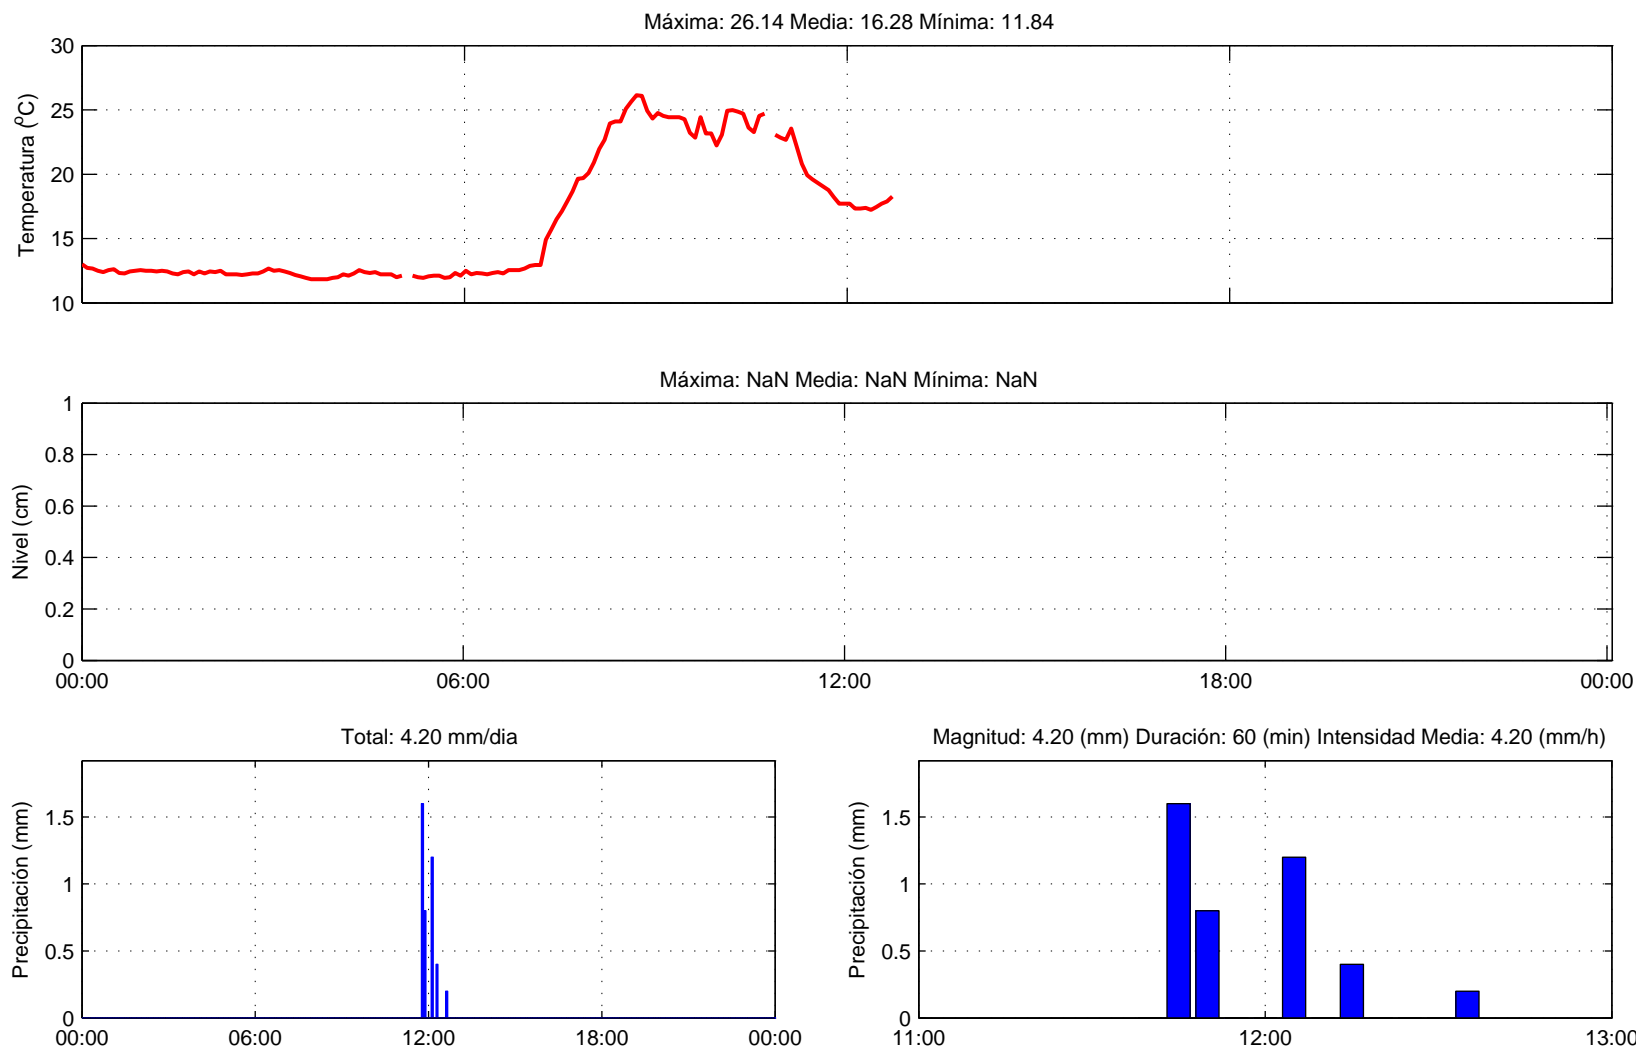 Máxima: 26.14 Media: 16.28 Mínima: 11.84
30
25
20
15
10
Temperatura (ºC)
Máxima: NaN Media: NaN Mínima: NaN
1
0.8
0.6
0.4
0.2
0
Nivel (cm)
00:00 06:00 12:00 18:00 00:00
Total: 4.20 mm/dia
1.5
1
0.5
0
Precipitación (mm)
00:00 06:00 12:00 18:00 00:00
Magnitud: 4.20 (mm) Duración: 60 (min) Intensidad Media: 4.20 (mm/h)
1.5
1
0.5
0
Precipitación (mm)
11:00 12:00 13:00